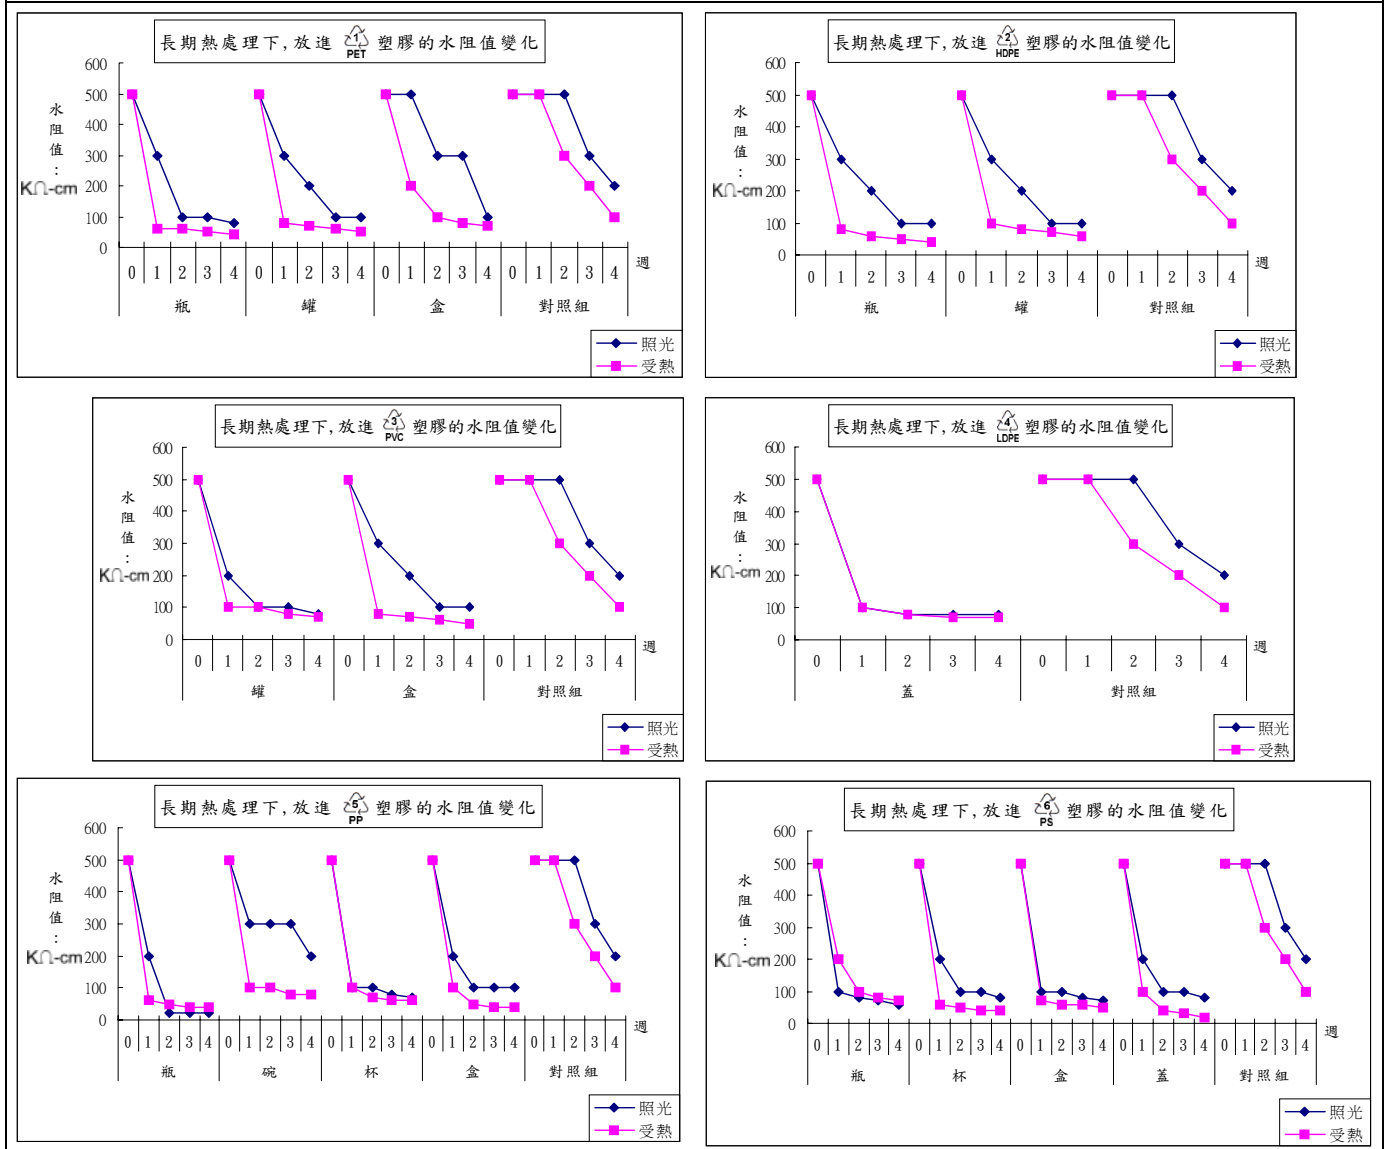 長期熱處理下,放進 1 PET 塑膠的水阻值變化
600
500
400
300
200
100
0
水阻值:
KΩ-cm
0 1 2 3 4 0 1 2 3 4 0 1 2 3 4 0 1 2 3 4
週
瓶 罐 盒 對照組
照光
受熱
長期熱處理下,放進 2 HDPE 塑膠的水阻值變化
600
500
400
300
200
100
0
水阻值:
KΩ-cm
0 1 2 3 4 0 1 2 3 4 0 1 2 3 4
週
瓶 罐 對照組
照光
受熱
長期熱處理下,放進 3 PVC 塑膠的水阻值變化
600
500
400
300
200
100
0
水阻值:
KΩ-cm
0 1 2 3 4 0 1 2 3 4 0 1 2 3 4
週
罐 盒 對照組
照光
受熱
長期熱處理下,放進 4 LDPE 塑膠的水阻值變化
600
500
400
300
200
100
0
水阻值:
KΩ-cm
0 1 2 3 4 0 1 2 3 4
週
蓋 對照組
照光
受熱
長期熱處理下,放進 5 PP 塑膠的水阻值變化
600
500
400
300
200
100
0
水阻值:
KΩ-cm
0 1 2 3 4 0 1 2 3 4 0 1 2 3 4 0 1 2 3 4 0 1 2 3 4
週
瓶 碗 杯 盒 對照組
照光
受熱
長期熱處理下,放進 6 PS 塑膠的水阻值變化
600
500
400
300
200
100
0
水阻值:
KΩ-cm
0 1 2 3 4 0 1 2 3 4 0 1 2 3 4 0 1 2 3 4 0 1 2 3 4
週
瓶 杯 盒 蓋 對照組
照光
受熱